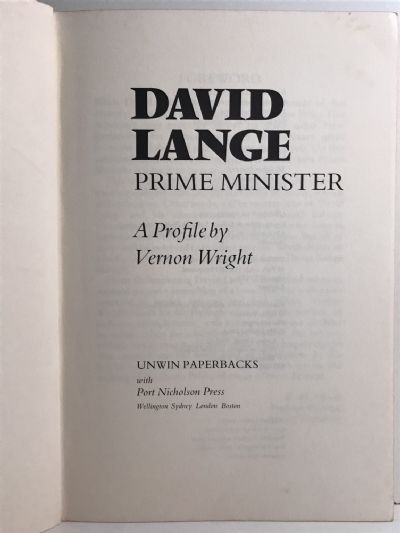 DAVID
LANGE
PRIME MINISTER
A Profile by
Vernon Wright
UNWIN PAPERBACKS
with
Port Nicholson Press
Wellington Sydney London Boston